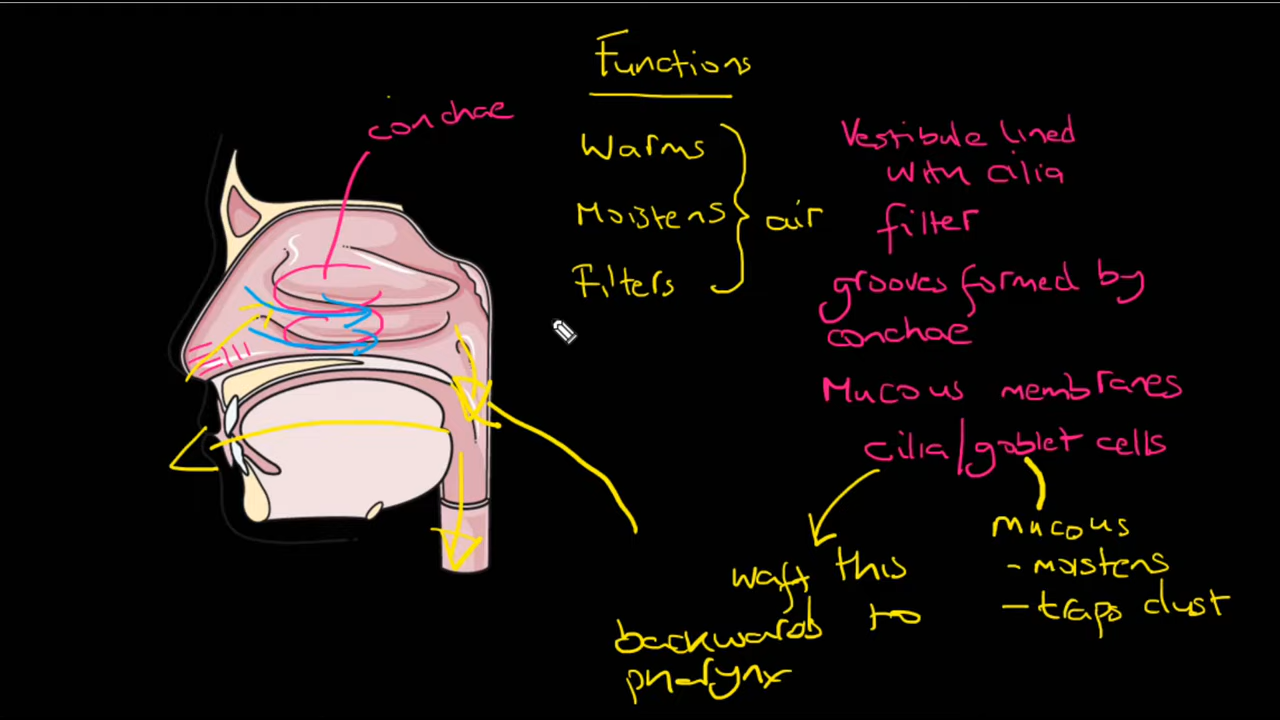 Functions
conchae
Warms
Moistens
Filters
air
Vestibule lined
with cilia
filter
grooves formed by
conchae
Mucous membranes
cilia/goblet cells
Mucous
- moistens
- traps dust
waft this
backwards to
pharynx